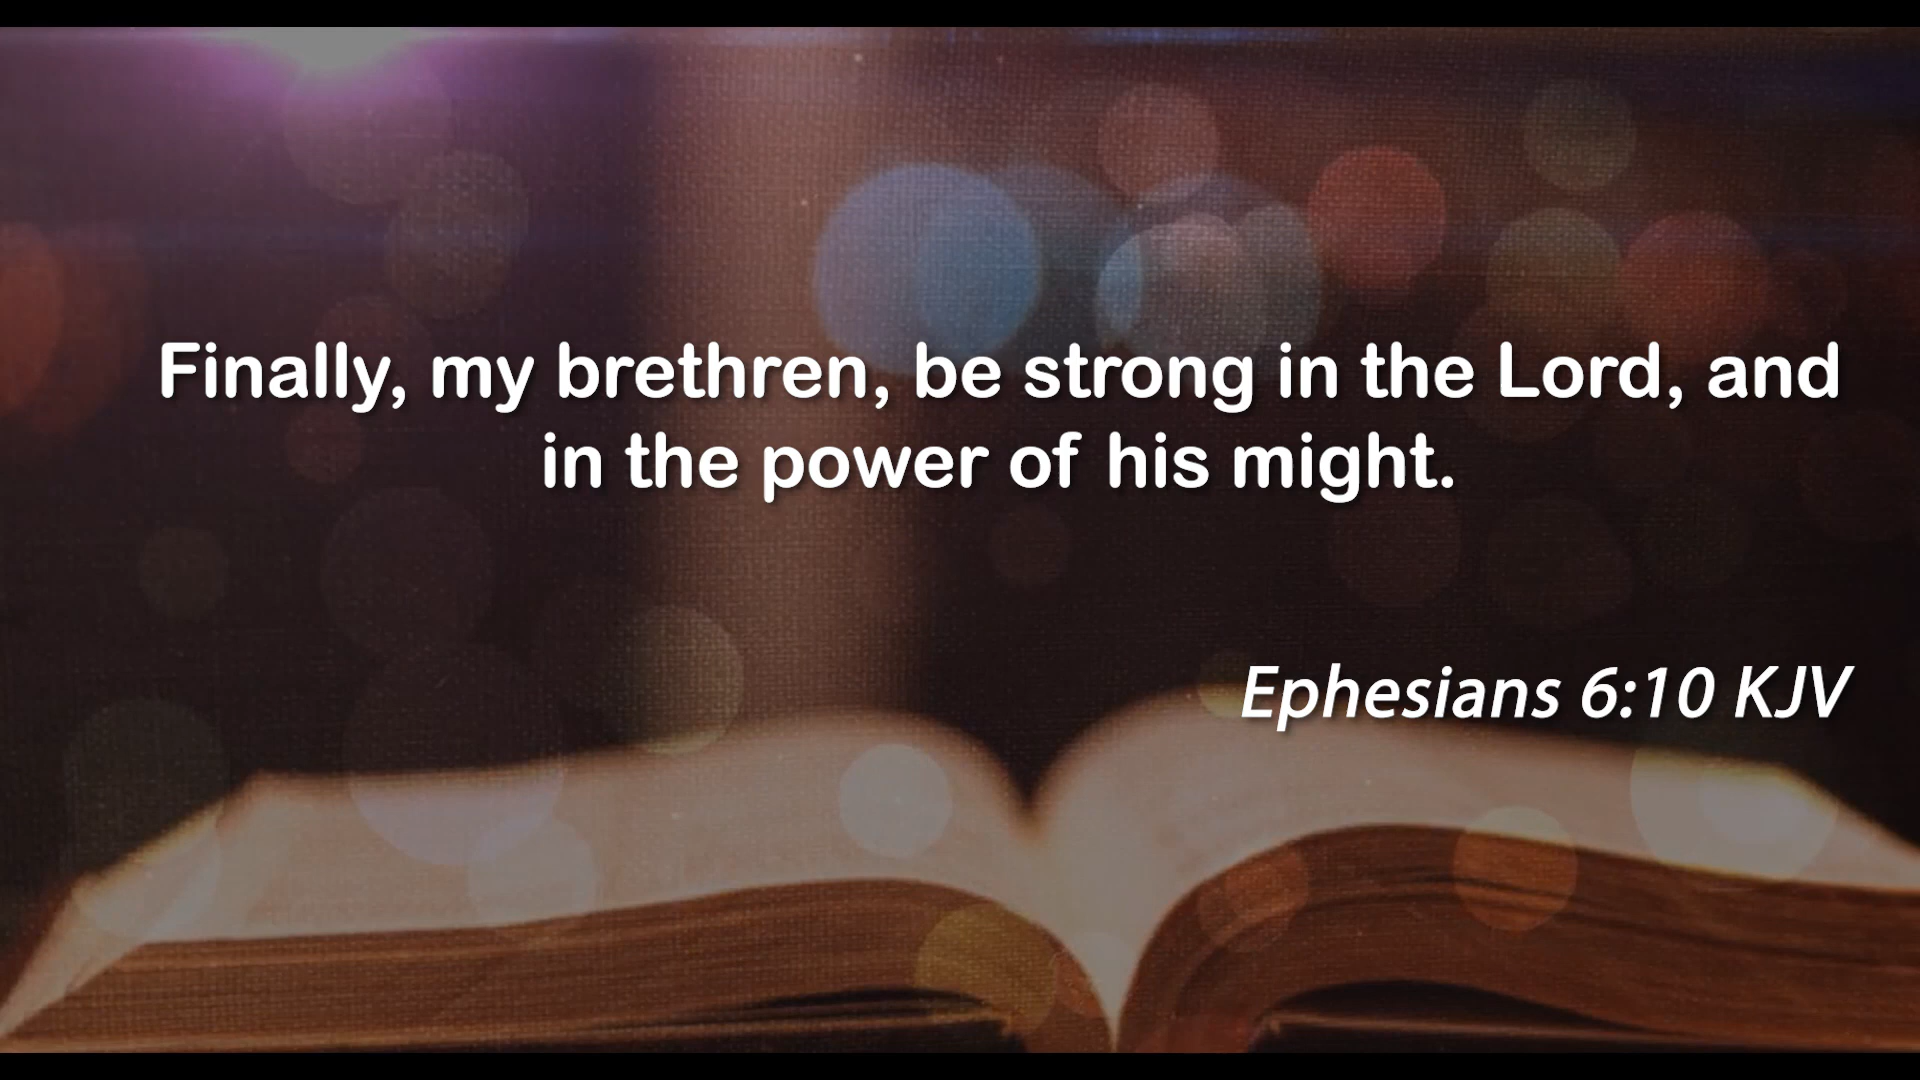 Finally, my brethren, be strong in the Lord, and
in the power of his might.
Ephesians 6:10 KJV